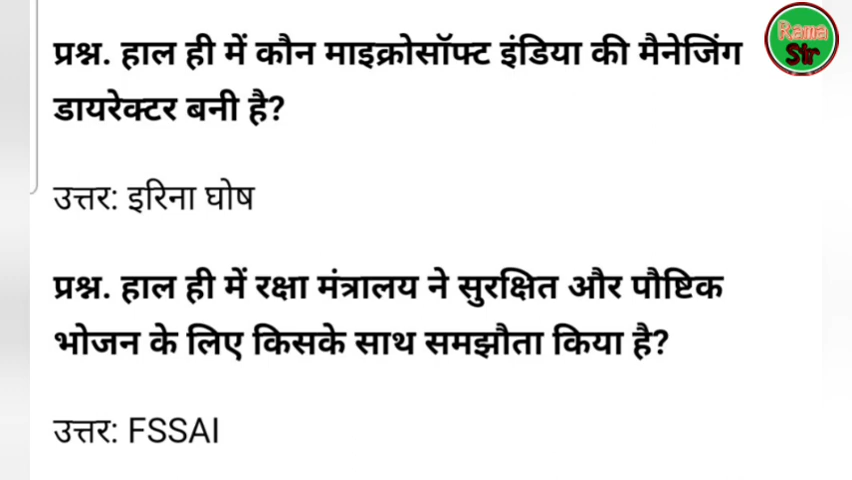 Rama
Sir
प्रश्न. हाल ही में कौन माइक्रोसॉफ्ट इंडिया की मैनेजिंग
डायरेक्टर बनी है?
उत्तर: इरिना घोष
प्रश्न. हाल ही में रक्षा मंत्रालय ने सुरक्षित और पौष्टिक
भोजन के लिए किसके साथ समझौता किया है?
उत्तर: FSSAI